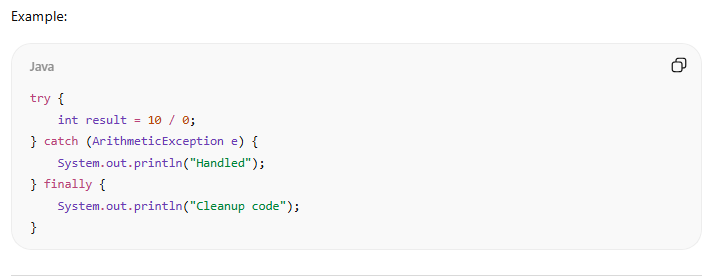 Example:
Java
try {
    int result = 10 / 0;
} catch (ArithmeticException e) {
    System.out.println("Handled");
} finally {
    System.out.println("Cleanup code");
}